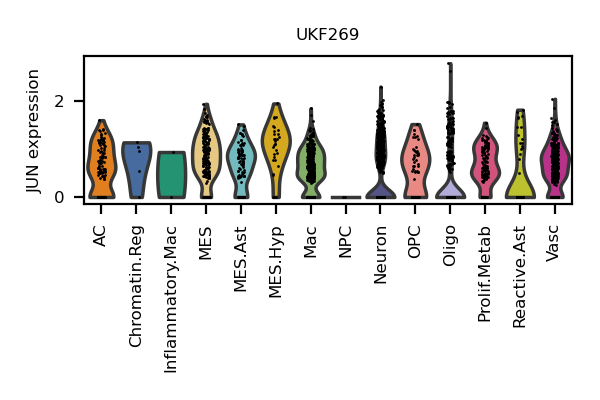 UKF269
JUN expression
2
0
AC
Chromatin.Reg
Inflammatory.Mac
MES
MES.Ast
MES.Hyp
Mac
NPC
Neuron
OPC
Oligo
Prolif.Metab
Reactive.Ast
Vasc